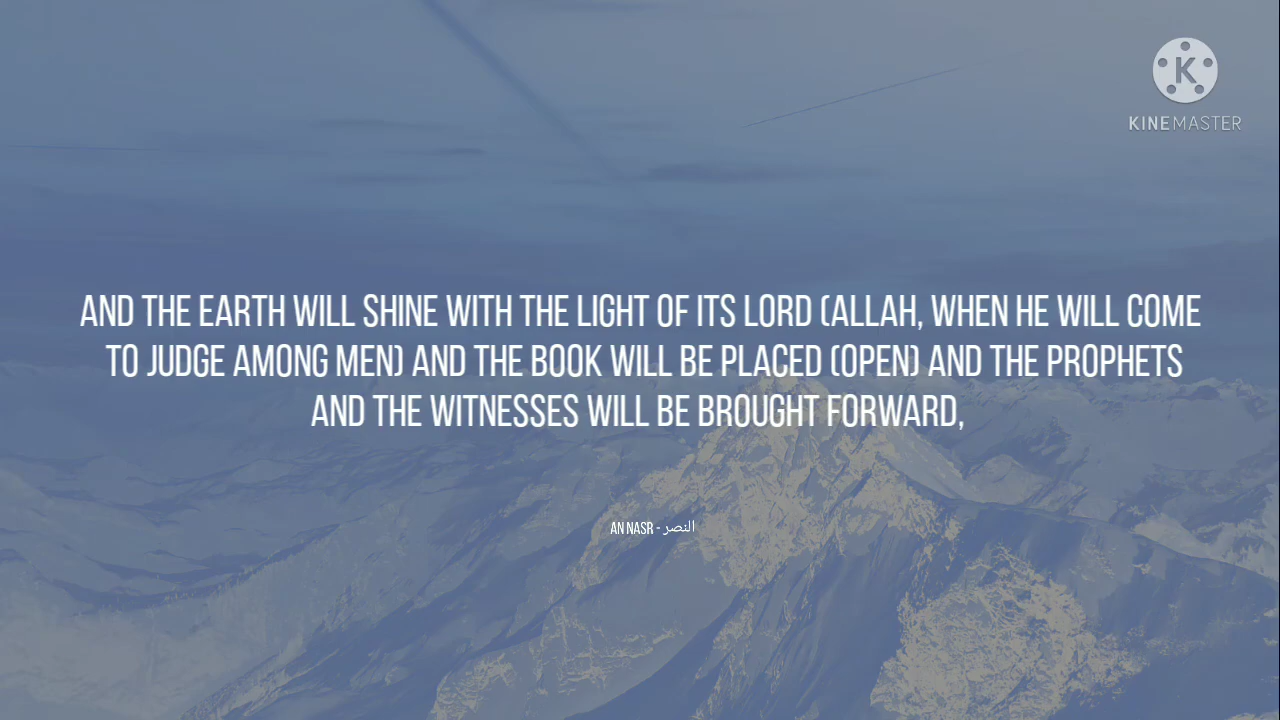 K
KINEMASTER
AND THE EARTH WILL SHINE WITH THE LIGHT OF ITS LORD (ALLAH, WHEN HE WILL COME
TO JUDGE AMONG MEN) AND THE BOOK WILL BE PLACED (OPEN) AND THE PROPHETS
AND THE WITNESSES WILL BE BROUGHT FORWARD,
AN NASR - النصر